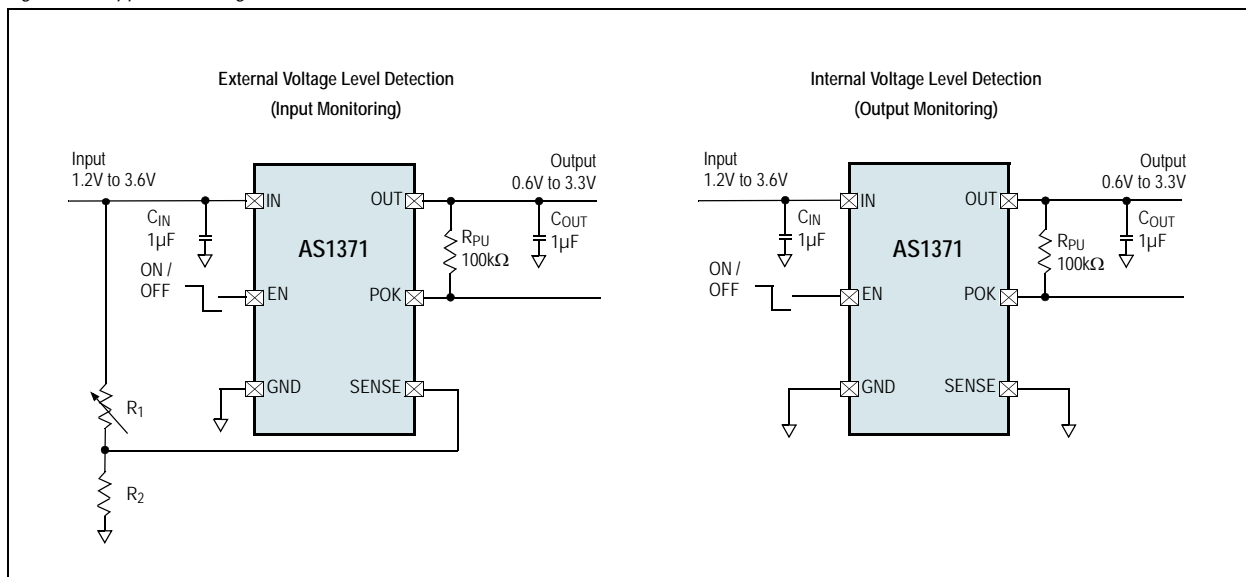 External Voltage Level Detection
(Input Monitoring)
Input
1.2V to 3.6V
CIN
1µF
ON /
OFF
IN
EN
GND
AS1371
OUT
POK
SENSE
RPU
100kΩ
Output
0.6V to 3.3V
COUT
1µF
R1
R2
Internal Voltage Level Detection
(Output Monitoring)
Input
1.2V to 3.6V
CIN
1µF
ON /
OFF
IN
EN
GND
AS1371
OUT
POK
SENSE
RPU
100kΩ
Output
0.6V to 3.3V
COUT
1µF